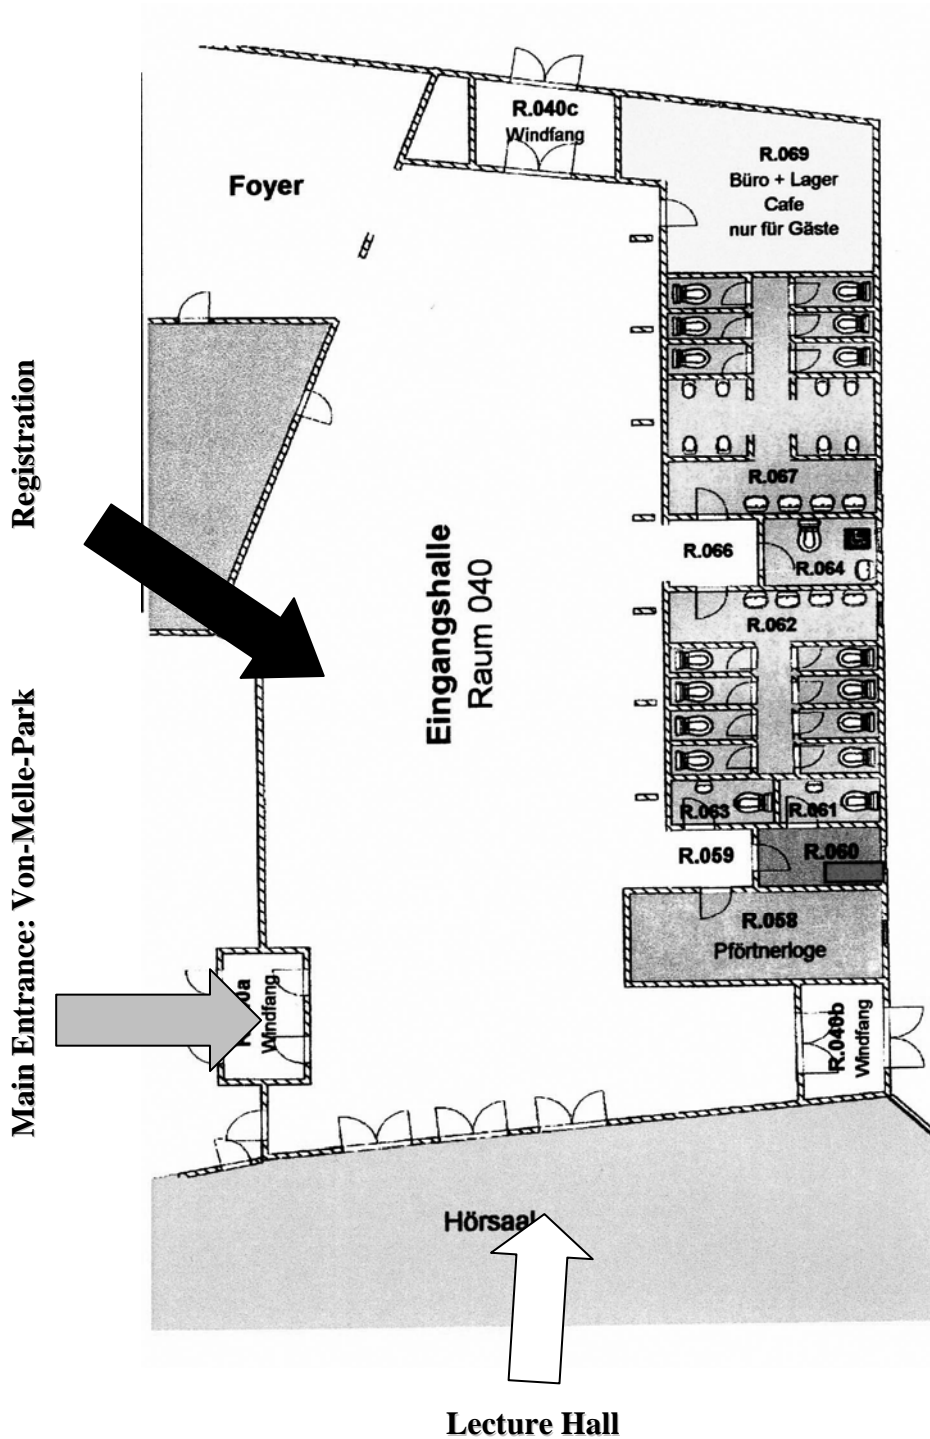 R.040c
Windfang
R.069
Büro + Lager
Cafe
nur für Gäste
Foyer
Registration
R.067
R.066
R.064
Eingangshalle
Raum 040
R.062
Main Entrance: Von-Melle-Park
R.063
R.061
R.059
R.060
R.058
Pförtnerloge
Windfang
R.040b
Windfang
Hörsaal
Lecture Hall